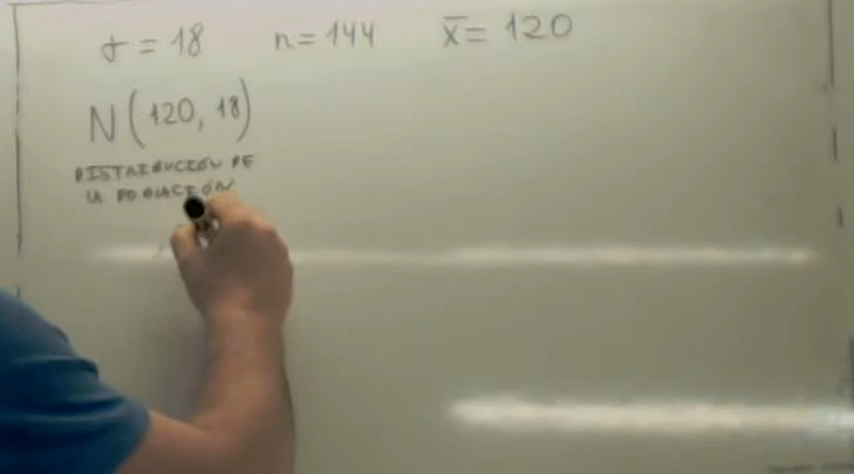 σ = 18 n = 144 x̄ = 120
N(120, 18)
DISTRIBUCIÓN DE
LA POBLACIÓN